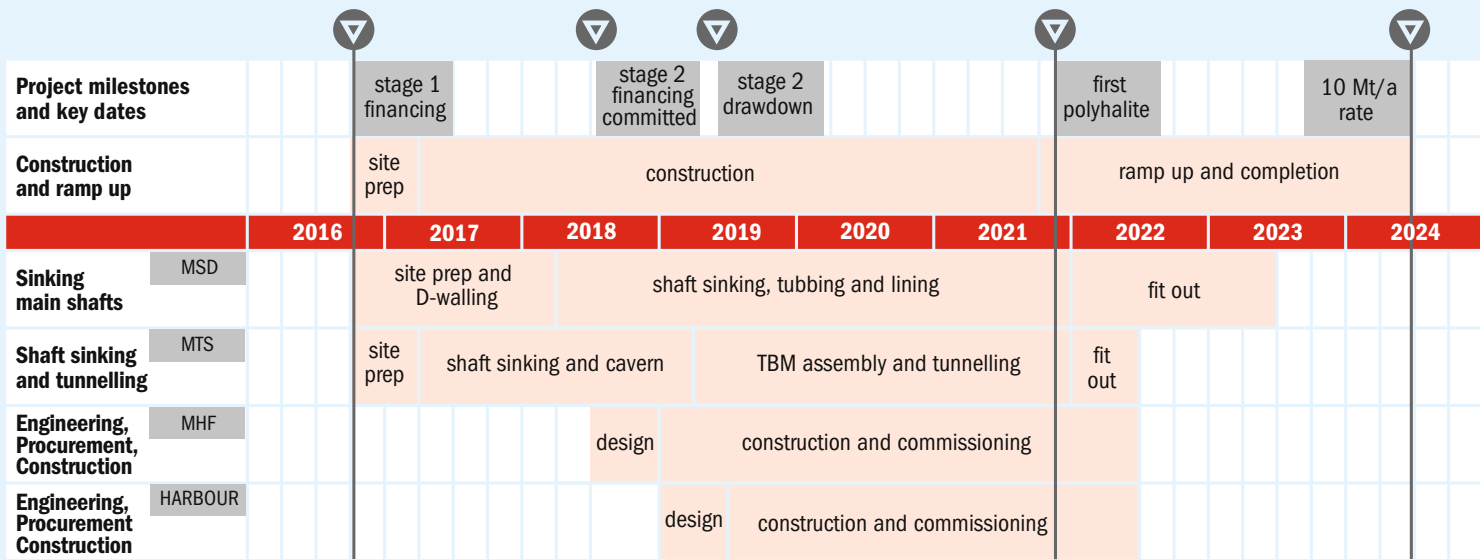 Project milestones
and key dates
stage 1
financing
stage 2
financing
committed
stage 2
drawdown
first
polyhalite
10 Mt/a
rate
Construction
and ramp up
site
prep
construction
ramp up and completion
2016
2017
2018
2019
2020
2021
2022
2023
2024
Sinking
main shafts
MSD
site prep and
D-walling
shaft sinking, tubbing and lining
fit out
Shaft sinking
and tunnelling
MTS
site
prep
shaft sinking and cavern
TBM assembly and tunnelling
fit
out
Engineering,
Procurement,
Construction
MHF
design
construction and commissioning
Engineering,
Procurement
Construction
HARBOUR
design
construction and commissioning